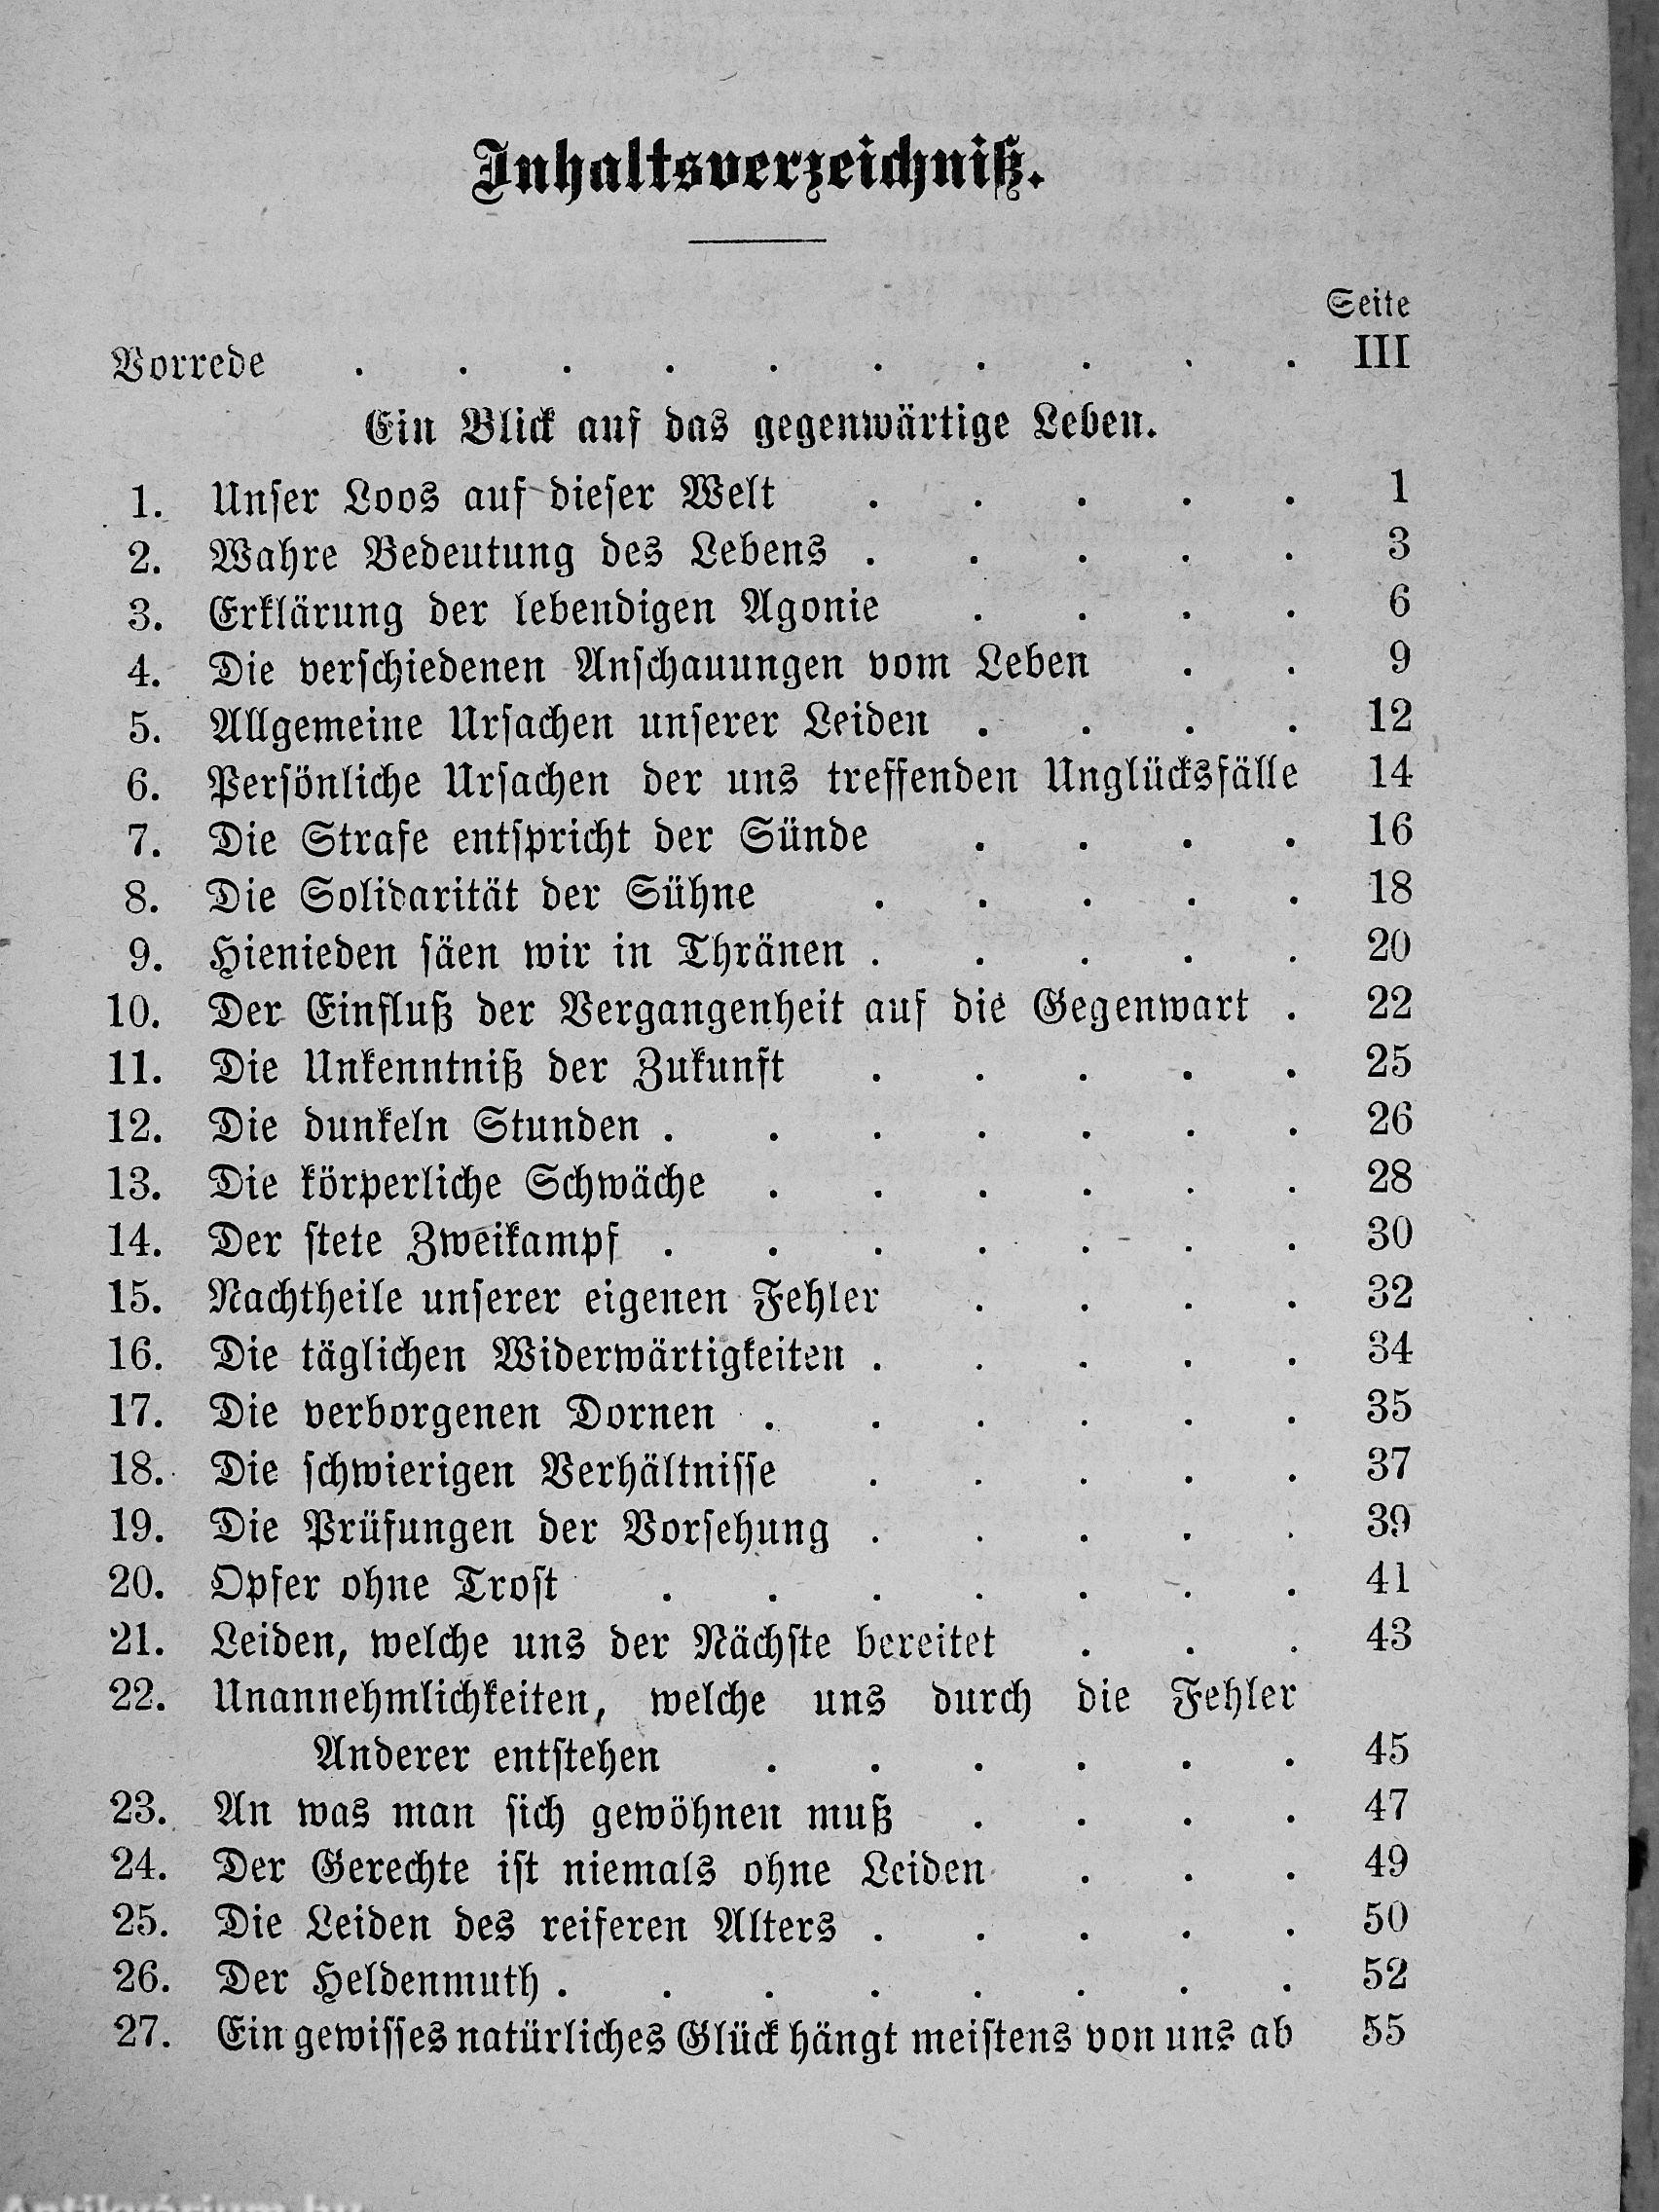 Inhaltsverzeichniß.
Seite
Vorrede . . . . . . . . . . III
Ein Blick auf das gegenwärtige Leben.
1. Unser Loos auf dieser Welt . . . . . 1
2. Wahre Bedeutung des Lebens . . . . . 3
3. Erklärung der lebendigen Agonie . . . . 6
4. Die verschiedenen Anschauungen vom Leben . . 9
5. Allgemeine Ursachen unserer Leiden . . . . 12
6. Persönliche Ursachen der uns treffenden Unglücksfälle 14
7. Die Strafe entspricht der Sünde . . . . 16
8. Die Solidarität der Sühne . . . . . 18
9. Hienieden säen wir in Thränen . . . . . 20
10. Der Einfluß der Vergangenheit auf die Gegenwart . 22
11. Die Unkenntniß der Zukunft . . . . . 25
12. Die dunkeln Stunden . . . . . . . 26
13. Die körperliche Schwäche . . . . . . 28
14. Der stete Zweikampf . . . . . . . 30
15. Nachtheile unserer eigenen Fehler . . . . 32
16. Die täglichen Widerwärtigkeiten . . . . . 34
17. Die verborgenen Dornen . . . . . . 35
18. Die schwierigen Verhältnisse . . . . . 37
19. Die Prüfungen der Vorsehung . . . . . 39
20. Opfer ohne Trost . . . . . . . 41
21. Leiden, welche uns der Nächste bereitet . . . 43
22. Unannehmlichkeiten, welche uns durch die Fehler
Anderer entstehen . . . . . . 45
23. An was man sich gewöhnen muß . . . . 47
24. Der Gerechte ist niemals ohne Leiden . . . 49
25. Die Leiden des reiferen Alters . . . . . 50
26. Der Heldenmuth . . . . . . . . 52
27. Ein gewisses natürliches Glück hängt meistens von uns ab 55